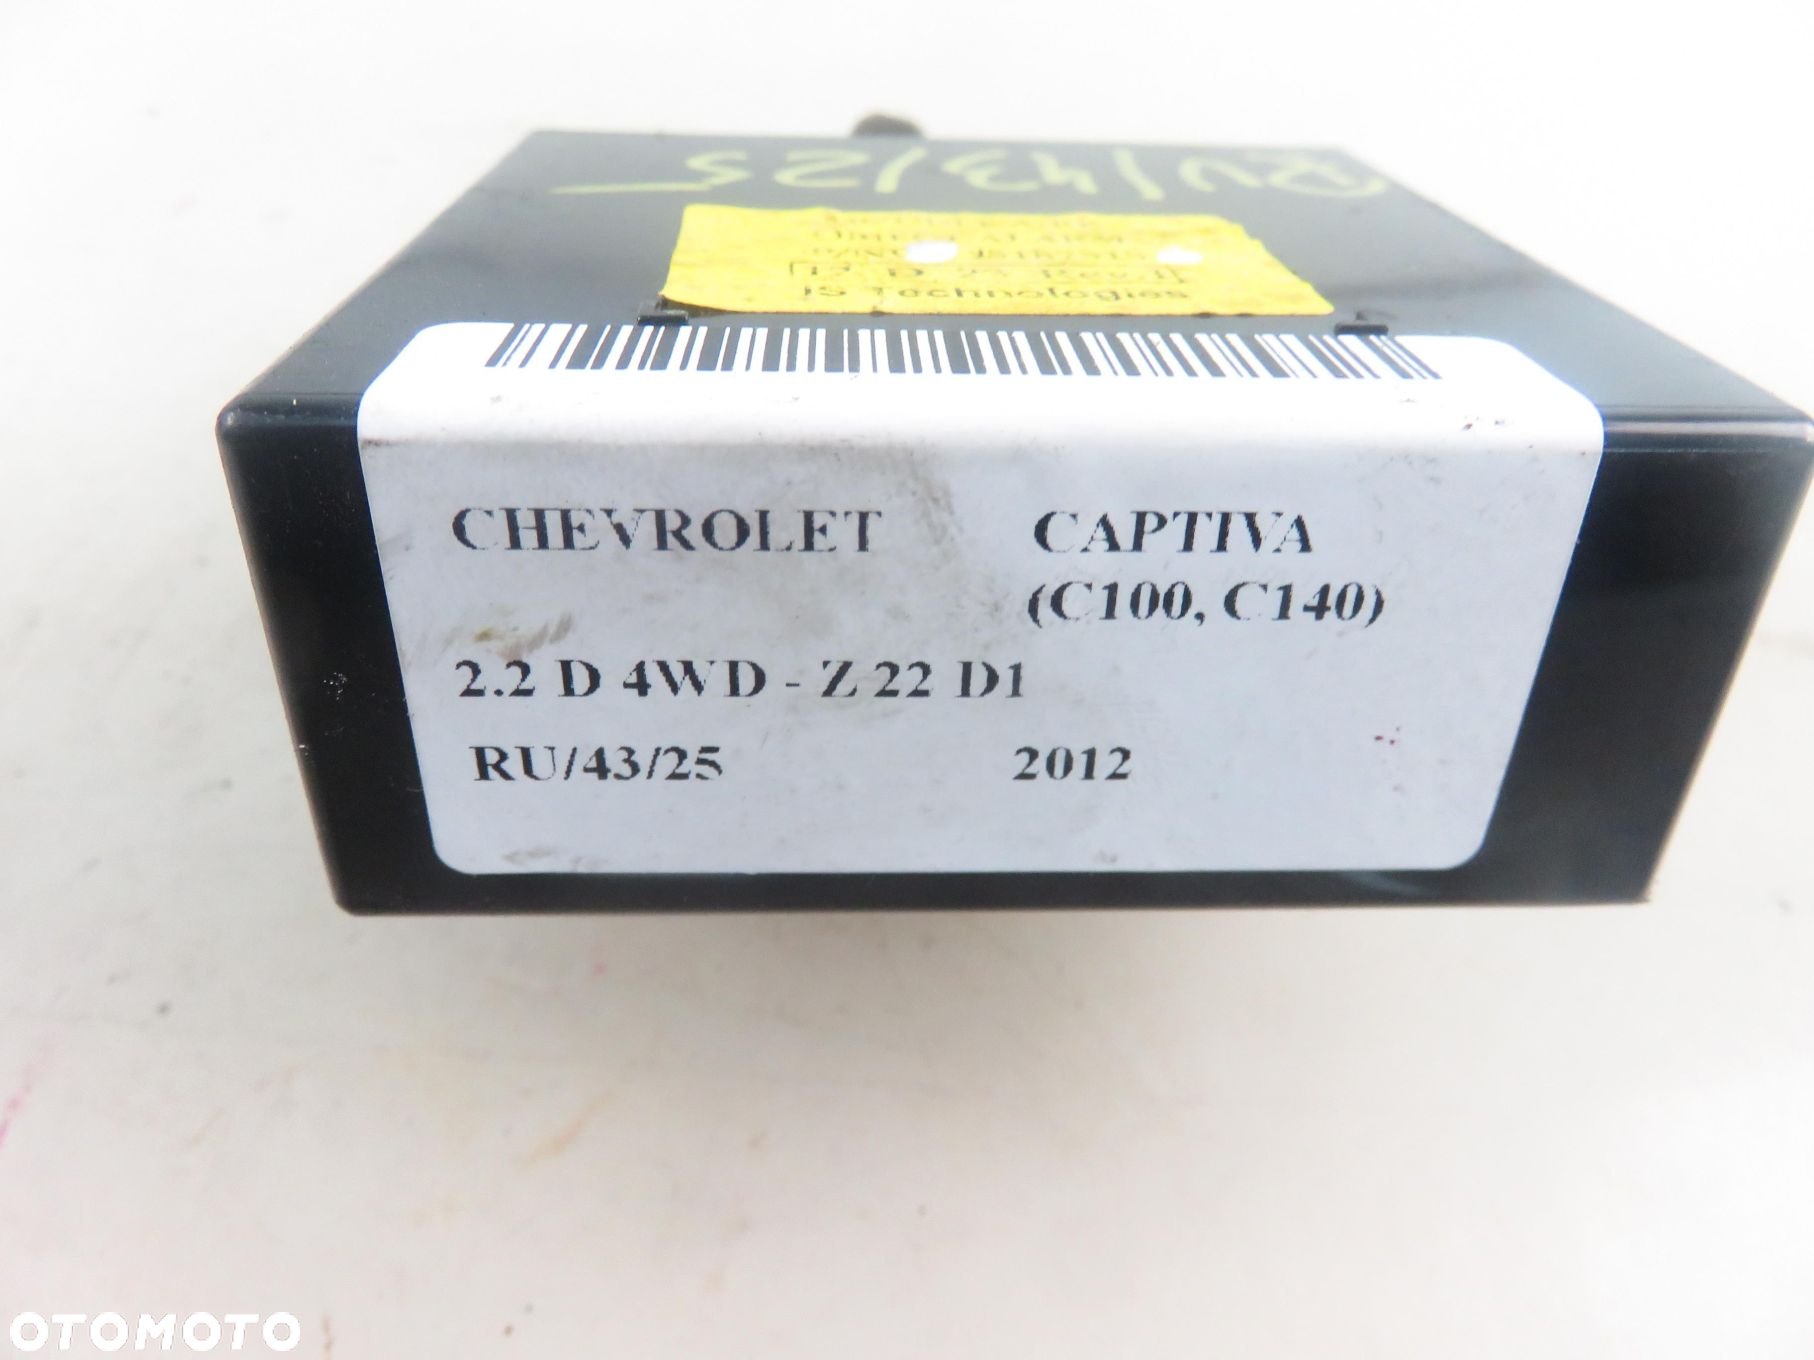 RU/43/25
IS Technologies
CHEVROLET CAPTIVA
(C100, C140)
2.2 D 4WD - Z 22 D1
RU/43/25 2012
OTOMOTO